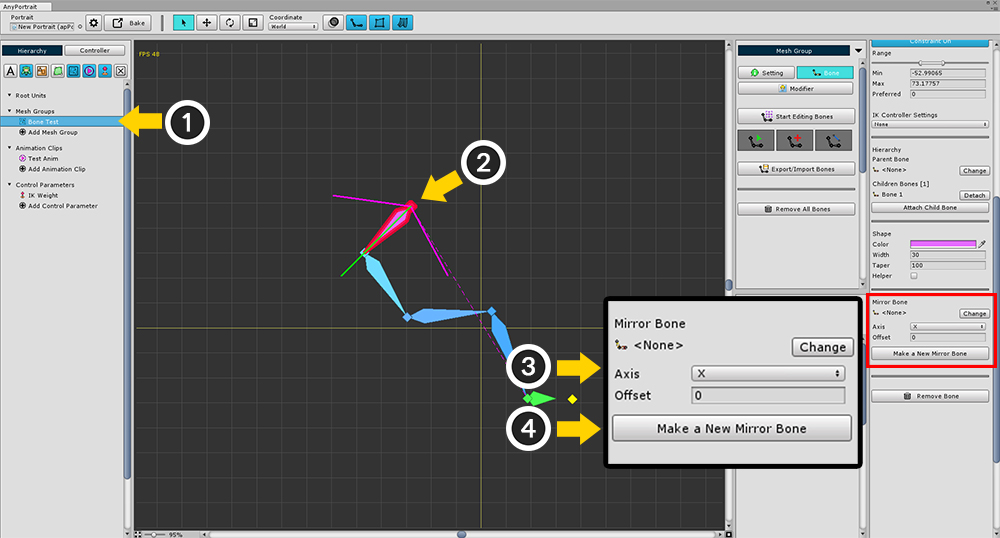 AnyPortrait
Portrait
New Portrait (apPo
Bake
Coordinate
World
Hierarchy
Controller
A
Root Units
Mesh Groups
Bone Test
Add Mesh Group
Animation Clips
Test Anim
Add Animation Clip
Control Parameters
IK Weight
Add Control Parameter
FPS 48
1
2
3
4
95%
Mesh Group
Setting
Bone
Modifier
Start Editing Bones
Export/Import Bones
Remove All Bones
Constraint On
Range
Min
-52.99065
Max
73.17757
Preferred
0
IK Controller Settings
None
Hierarchy
Parent Bone
<None>
Change
Children Bones [1]
Bone 1
Detach
Attach Child Bone
Shape
Color
Width
30
Taper
100
Helper
Mirror Bone
<None>
Change
Axis
X
Offset
0
Make a New Mirror Bone
Remove Bone
Mirror Bone
<None>
Change
Axis
X
Offset
0
Make a New Mirror Bone